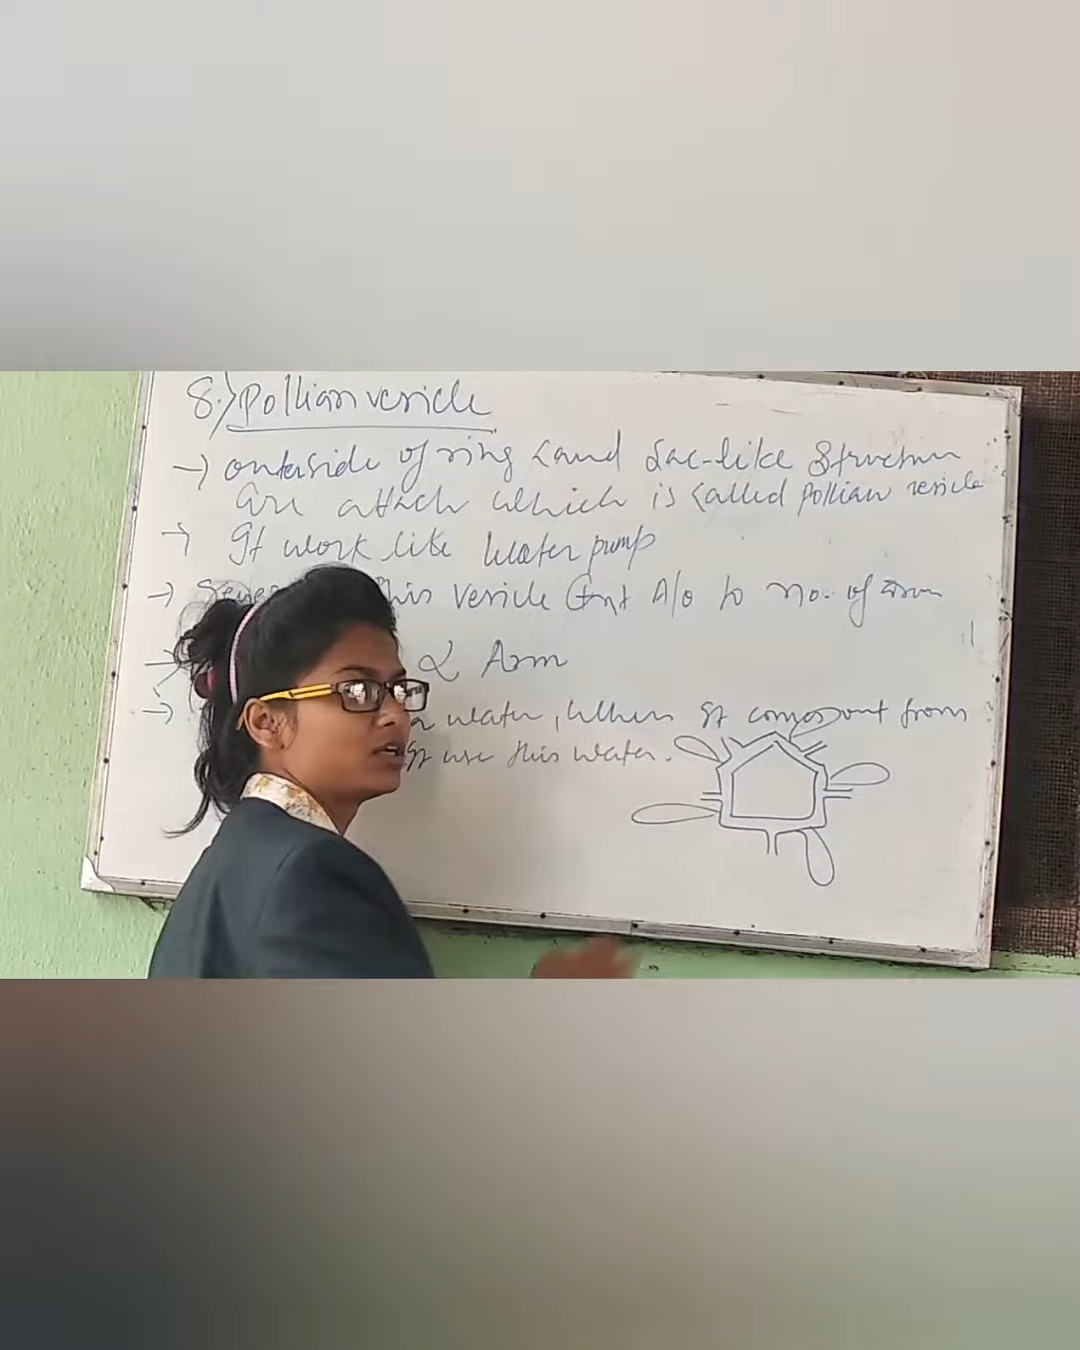 8.) Pollian vesicle
→ outerside of ring canal sac-like structure
are attach which is called pollian vesicle
→ It work like water pump
→ this vesicle A/o to no. of arm
→ α Arm
→ water, when It from
It use this water.